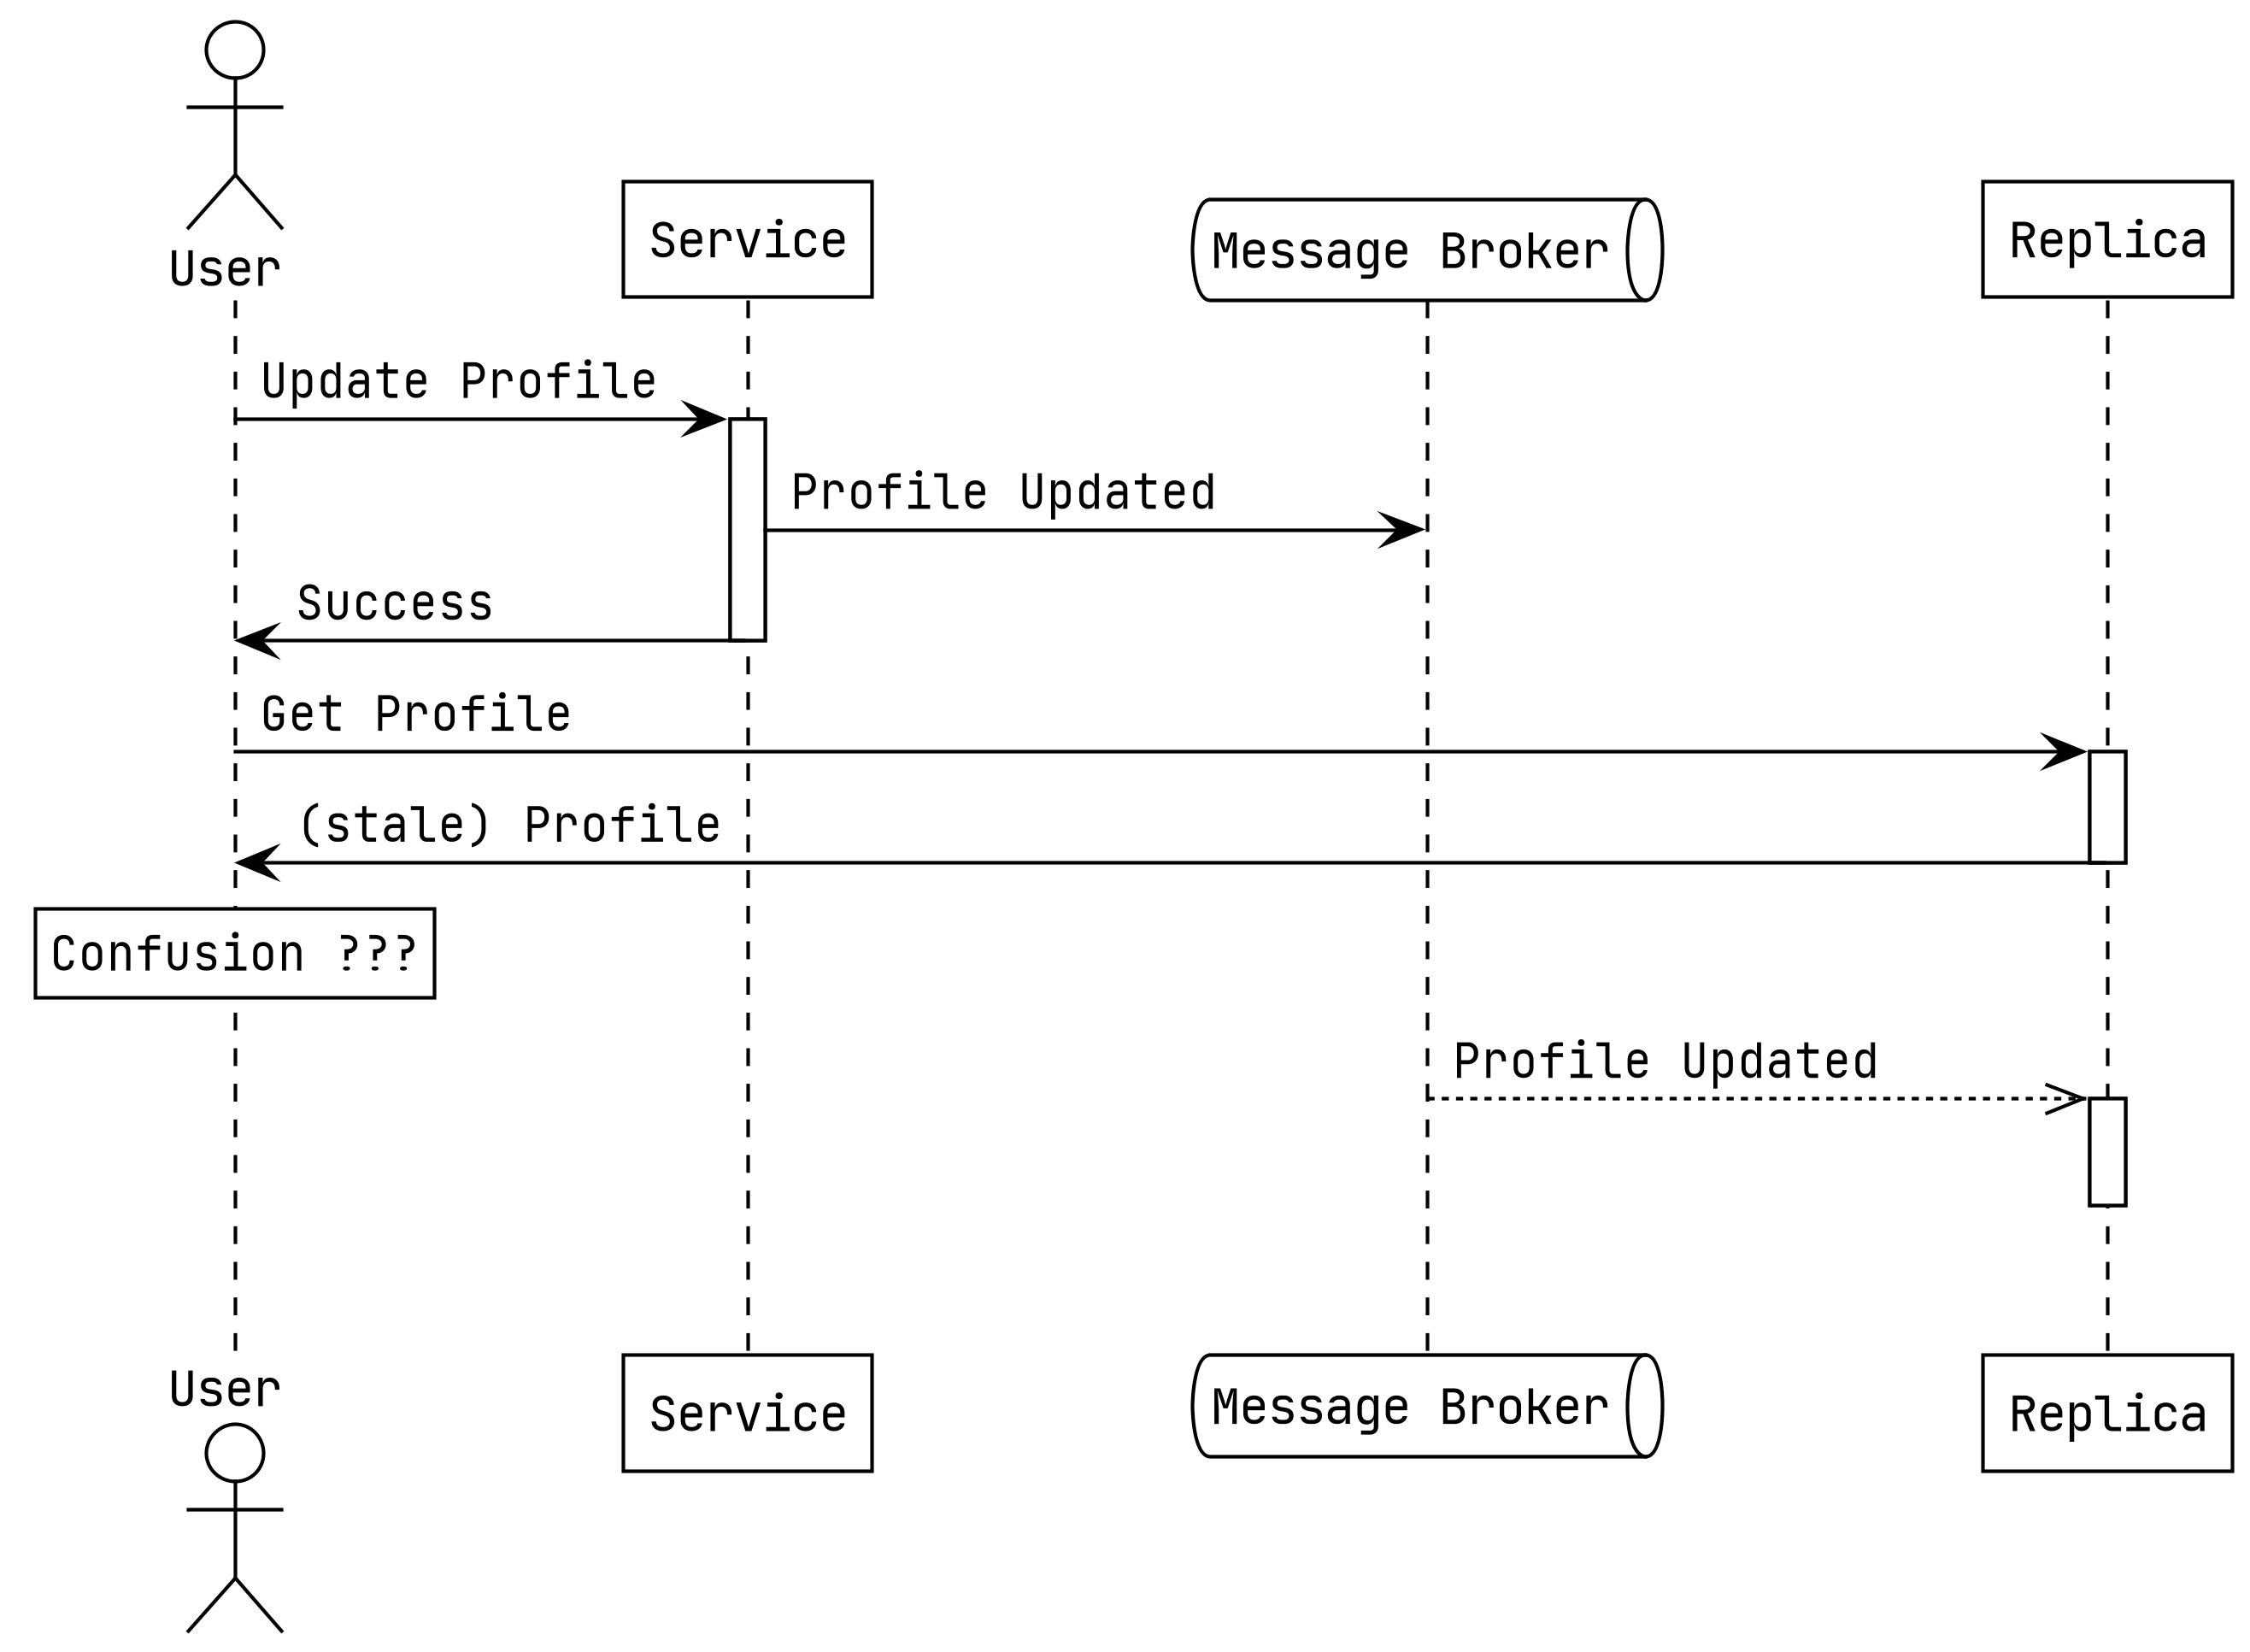 User
Service
Message Broker
Replica
Update Profile
Profile Updated
Success
Get Profile
(stale) Profile
Confusion ???
Profile Updated
User
Service
Message Broker
Replica